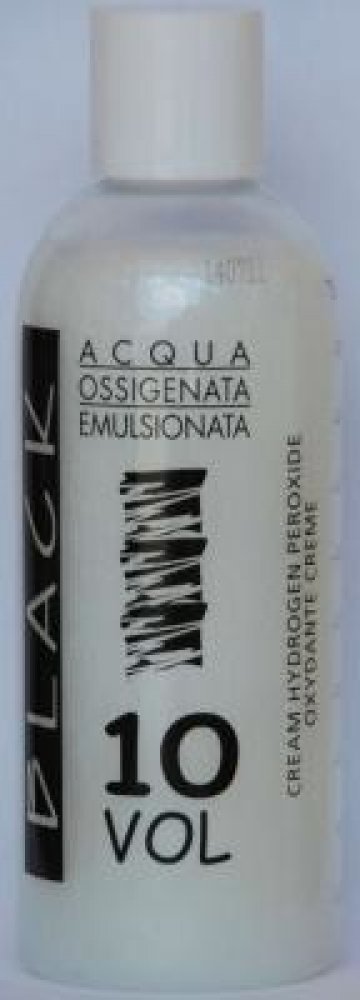 ACQUA
OSSIGENATA
EMULSIONATA
BLACK
10
VOL
CREAM HYDROGEN PEROXIDE
OXYDANTE CREME